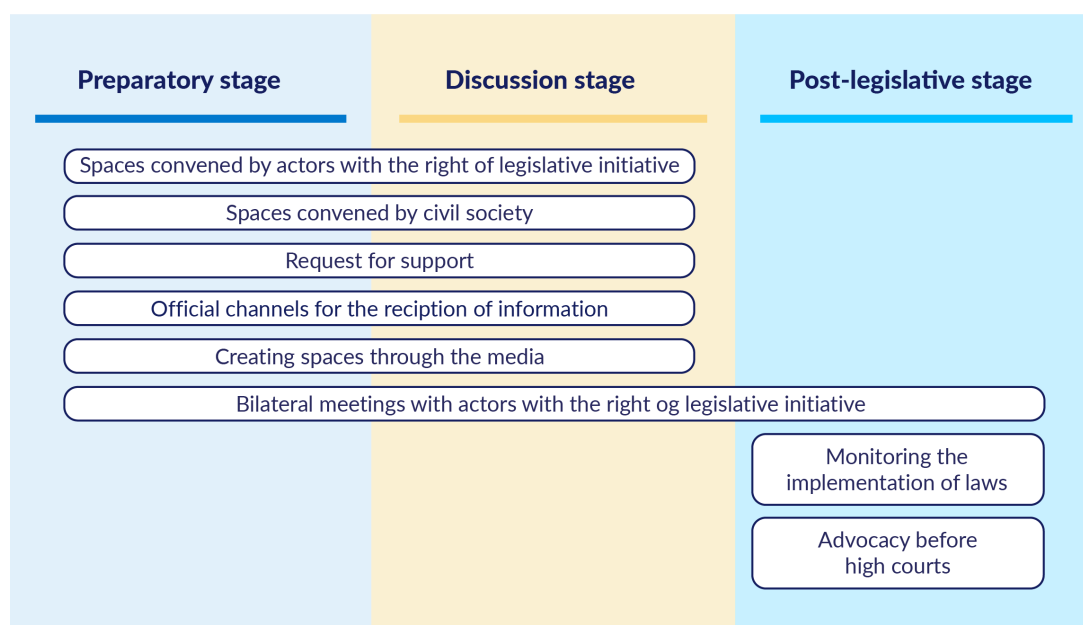 Preparatory stage
Discussion stage
Post-legislative stage
Spaces convened by actors with the right of legislative initiative
Spaces convened by civil society
Request for support
Official channels for the reciption of information
Creating spaces through the media
Bilateral meetings with actors with the right og legislative initiative
Monitoring the
implementation of laws
Advocacy before
high courts